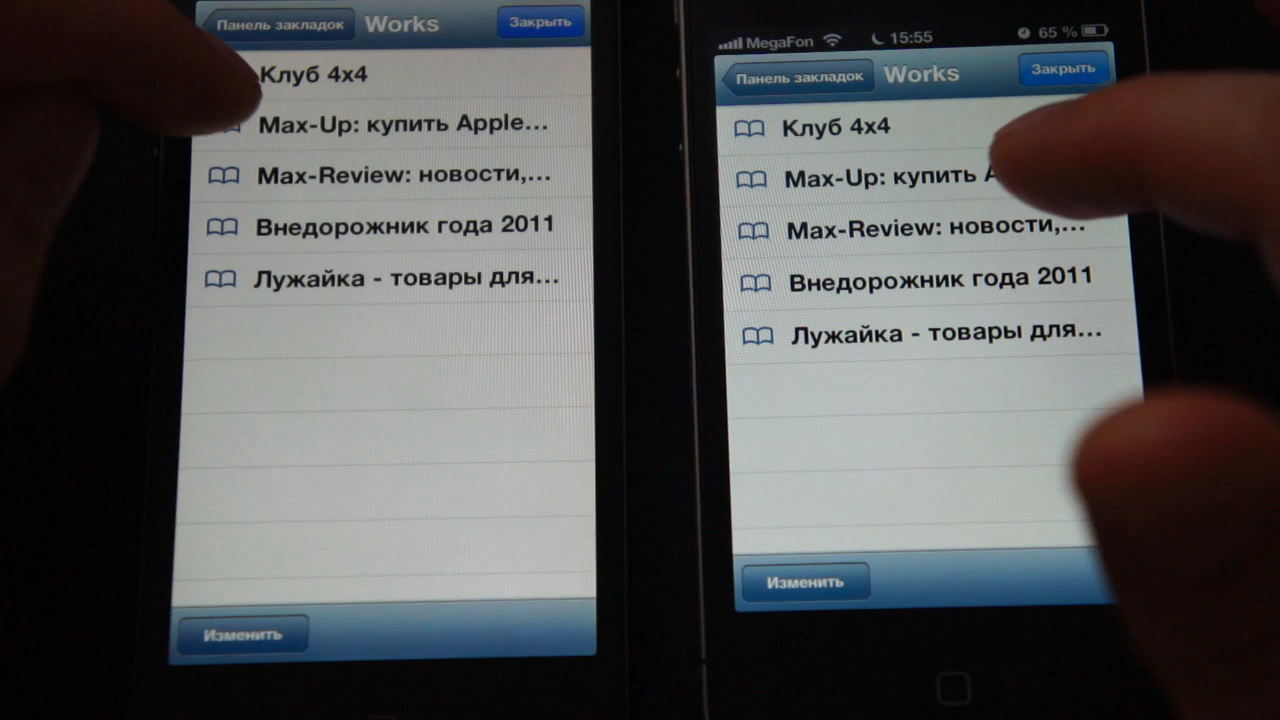 Панель закладок
Works
Закрыть
Клуб 4x4
Max-Up: купить Apple...
Max-Review: новости,...
Внедорожник года 2011
Лужайка - товары для...
Изменить
MegaFon
15:55
65 %
Панель закладок
Works
Закрыть
Клуб 4x4
Max-Up: купить A
Max-Review: новости,...
Внедорожник года 2011
Лужайка - товары для...
Изменить